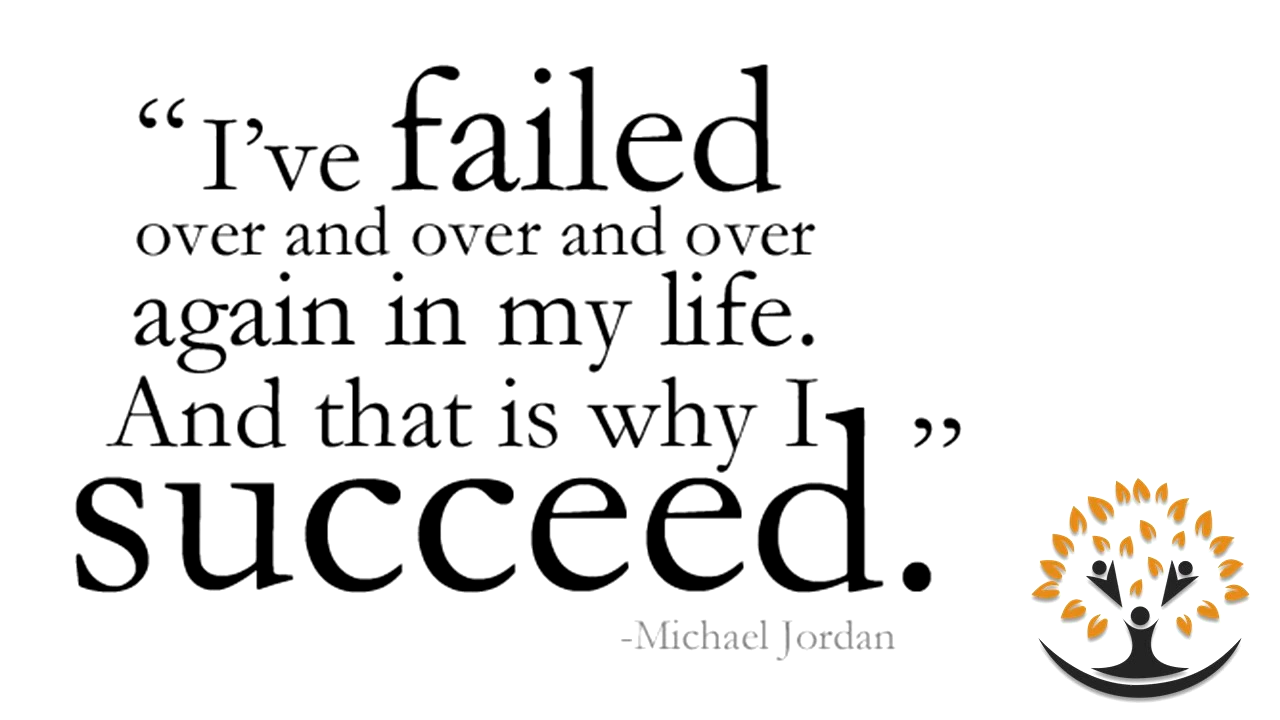 “I’ve failed
over and over and over
again in my life.
And that is why I
succeed.”
-Michael Jordan